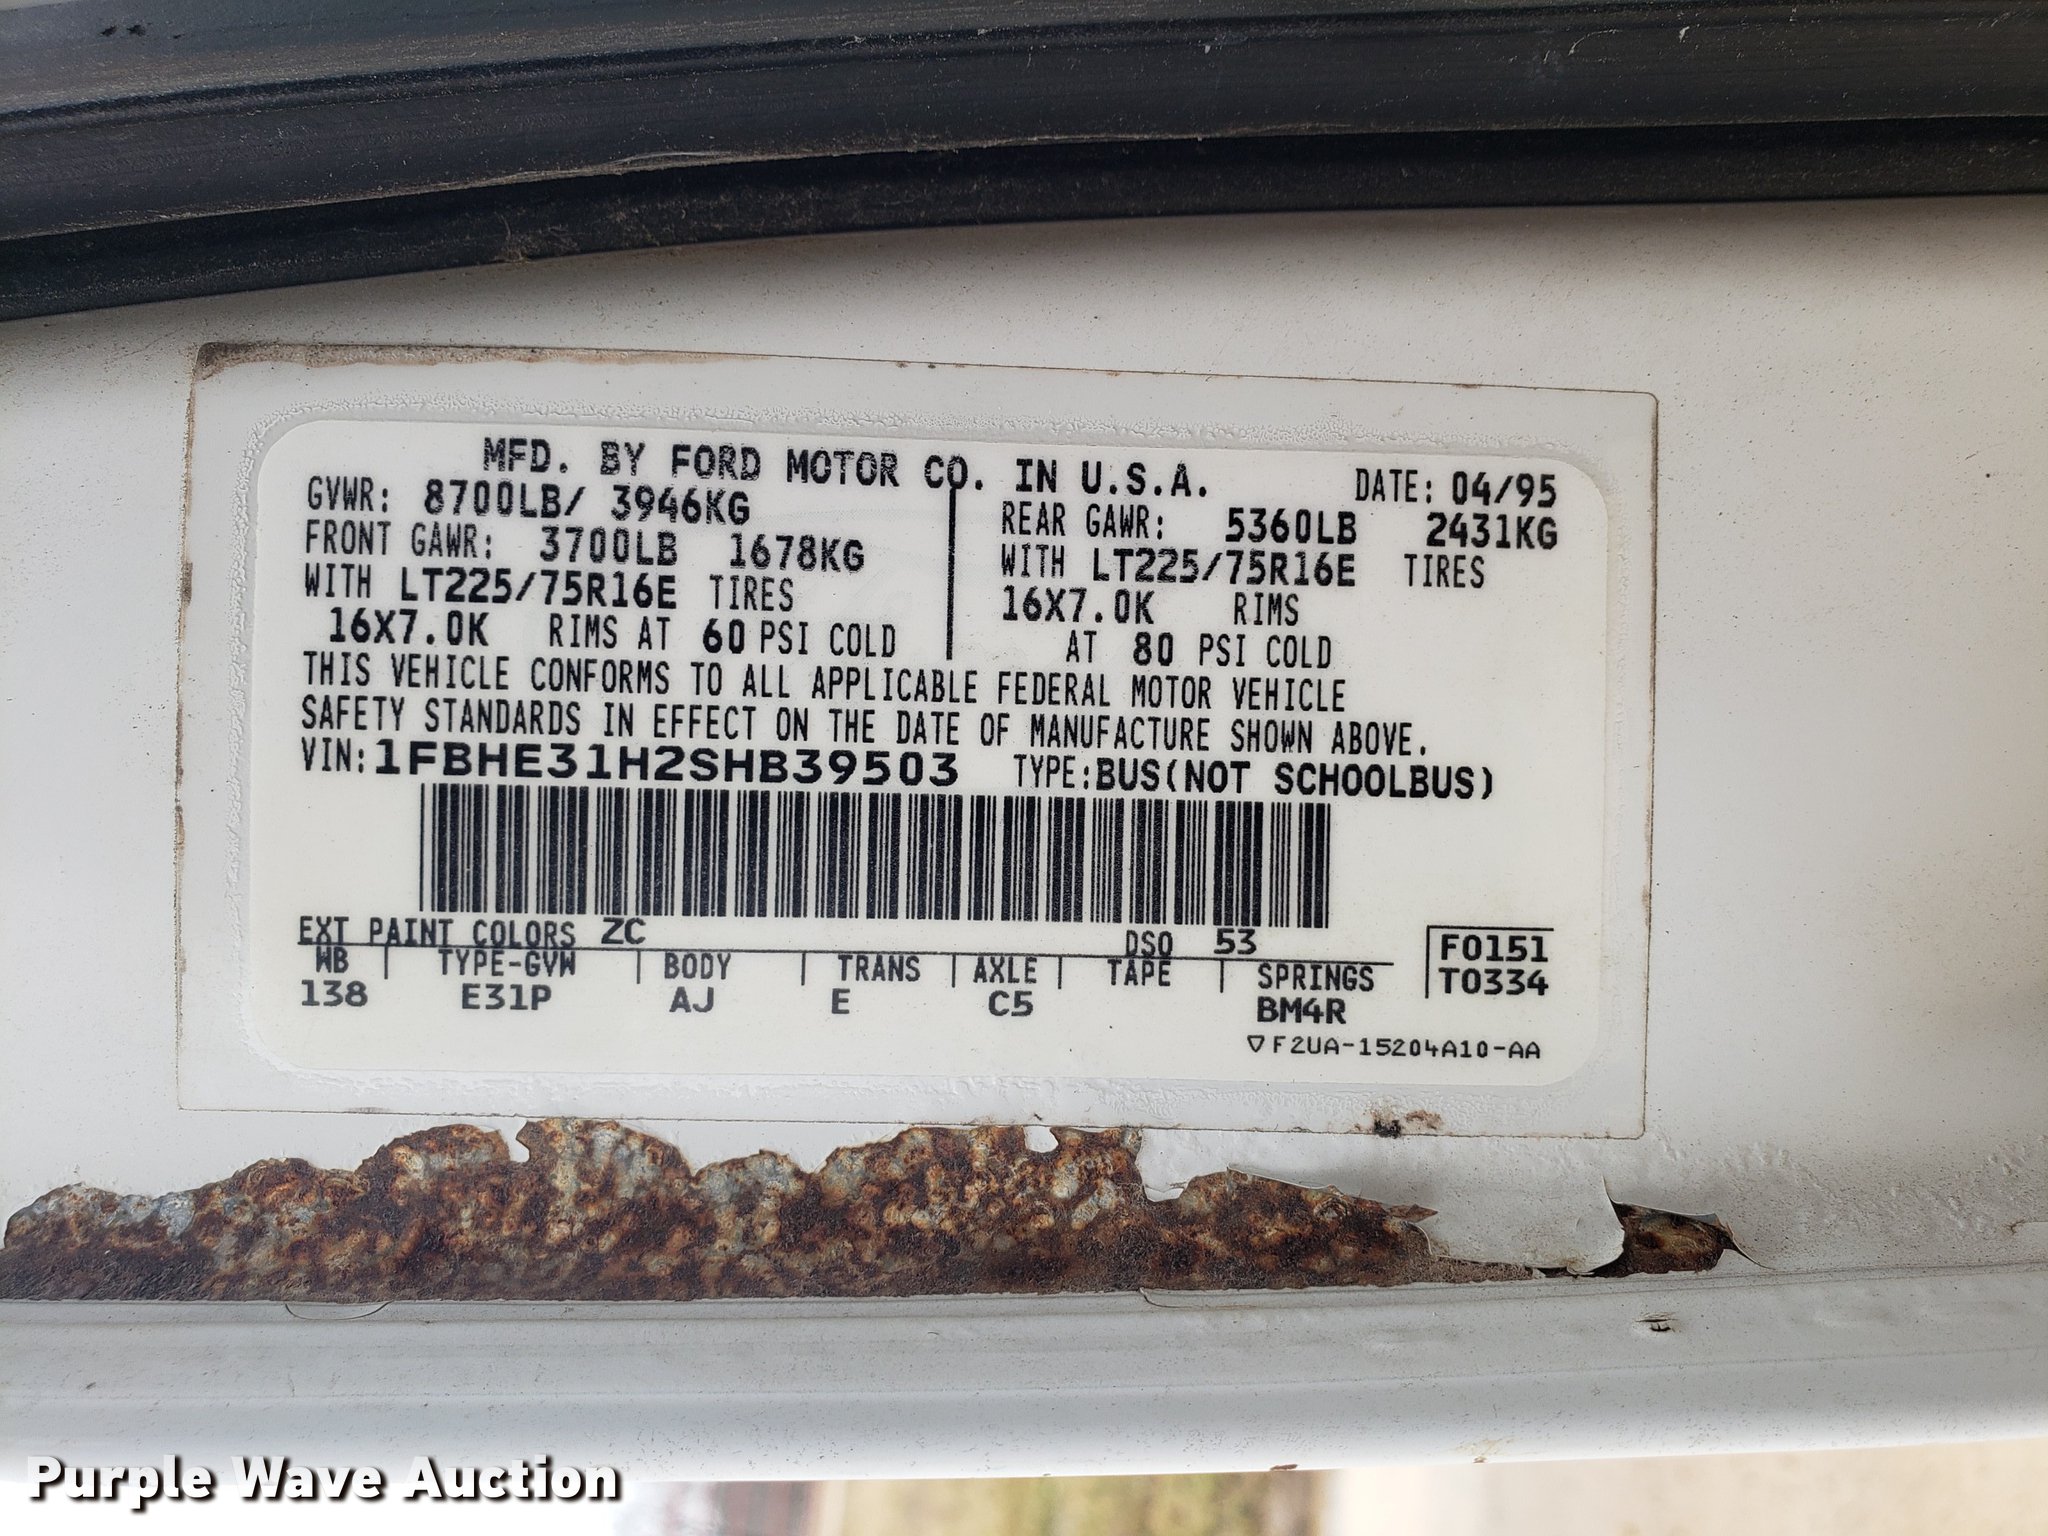 MFD. BY FORD MOTOR CO. IN U.S.A.
DATE: 04/95
GVWR: 8700LB/ 3946KG
FRONT GAWR: 3700LB 1678KG
WITH LT225/75R16E TIRES
16X7.0K RIMS AT 60 PSI COLD
REAR GAWR: 5360LB 2431KG
WITH LT225/75R16E TIRES
16X7.0K RIMS
AT 80 PSI COLD
THIS VEHICLE CONFORMS TO ALL APPLICABLE FEDERAL MOTOR VEHICLE
SAFETY STANDARDS IN EFFECT ON THE DATE OF MANUFACTURE SHOWN ABOVE.
VIN: 1FBHE31H2SHB39503 TYPE: BUS(NOT SCHOOLBUS)
EXT PAINT COLORS ZC DSO 53
WB TYPE-GVW BODY TRANS AXLE TAPE SPRINGS
138 E31P AJ E C5 BM4R
F0151
T0334
▽F2UA-15204A10-AA
Purple Wave Auction